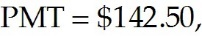 PMT = $142.50,